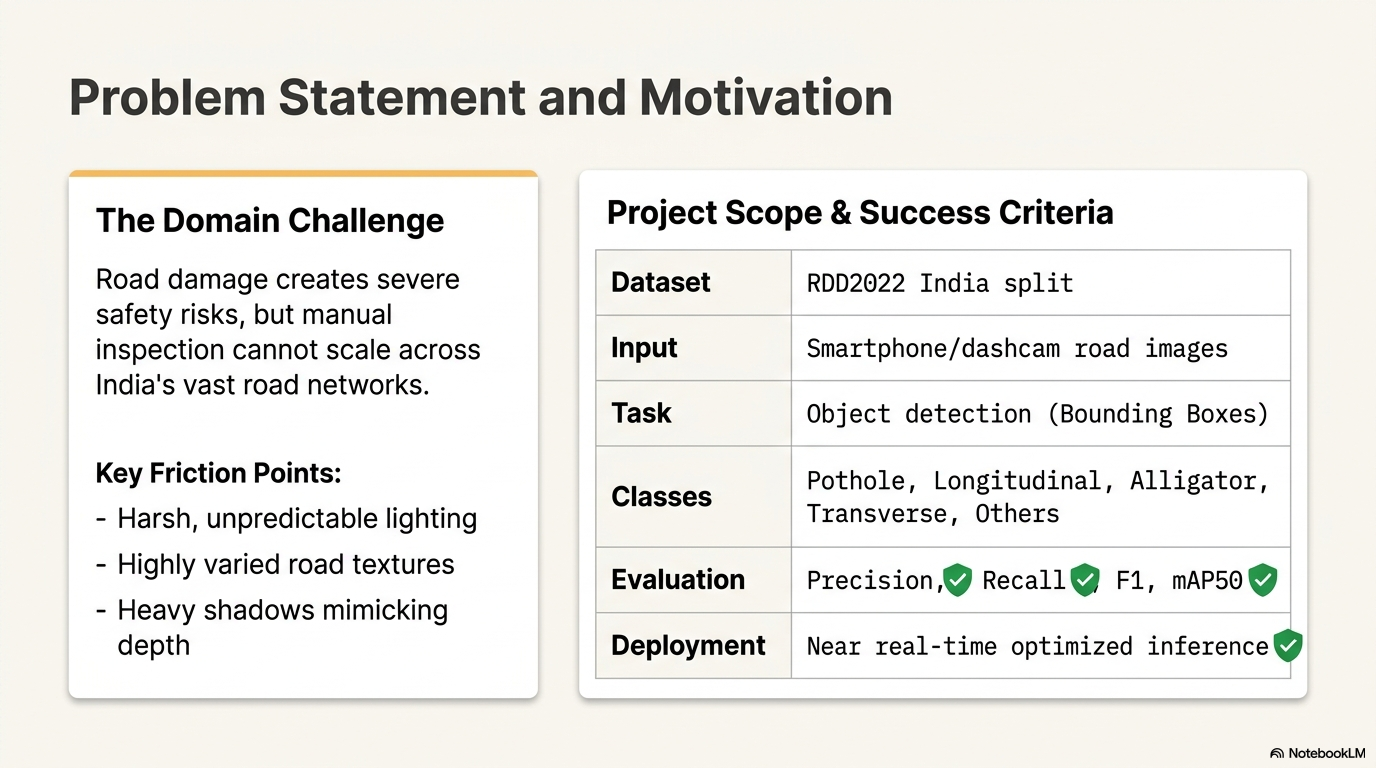 Problem Statement and Motivation
The Domain Challenge
Road damage creates severe
safety risks, but manual
inspection cannot scale across
India's vast road networks.
Key Friction Points:
- Harsh, unpredictable lighting
- Highly varied road textures
- Heavy shadows mimicking
depth
Project Scope & Success Criteria
Dataset RDD2022 India split
Input Smartphone/dashcam road images
Task Object detection (Bounding Boxes)
Classes Pothole, Longitudinal, Alligator,
Transverse, Others
Evaluation Precision, Recall, F1, mAP50
Deployment Near real-time optimized inference
NotebookLM